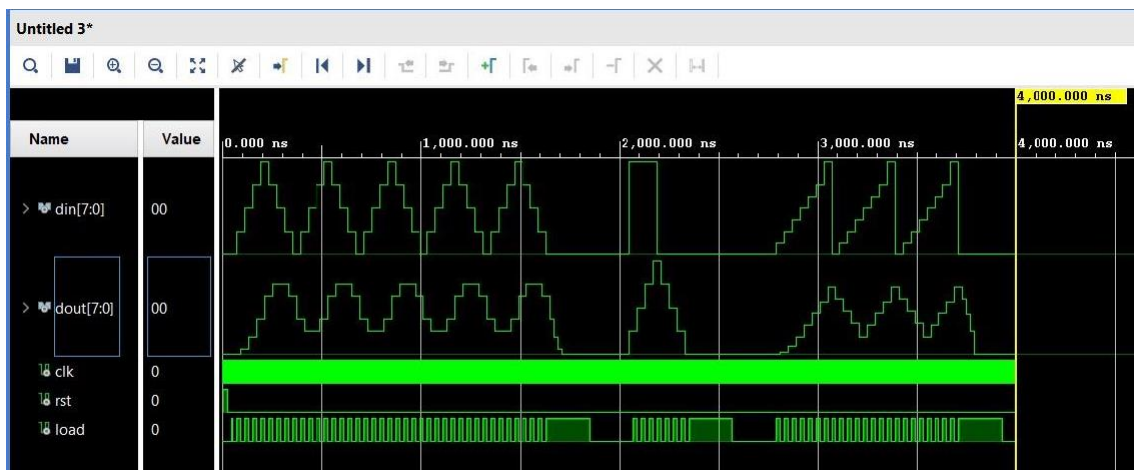 Untitled 3*
4,000.000 ns
Name Value 0.000 ns 1,000.000 ns 2,000.000 ns 3,000.000 ns 4,000.000 ns
din[7:0] 00
dout[7:0] 00
clk 0
rst 0
load 0